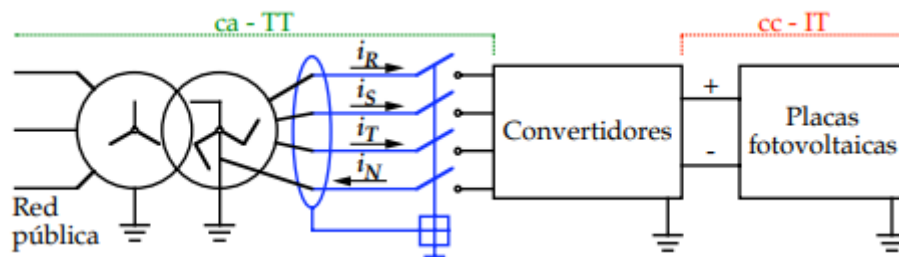 ca - TT
cc - IT
i_R
i_S
i_T
i_N
Red
pública
Convertidores
+
-
Placas
fotovoltaicas